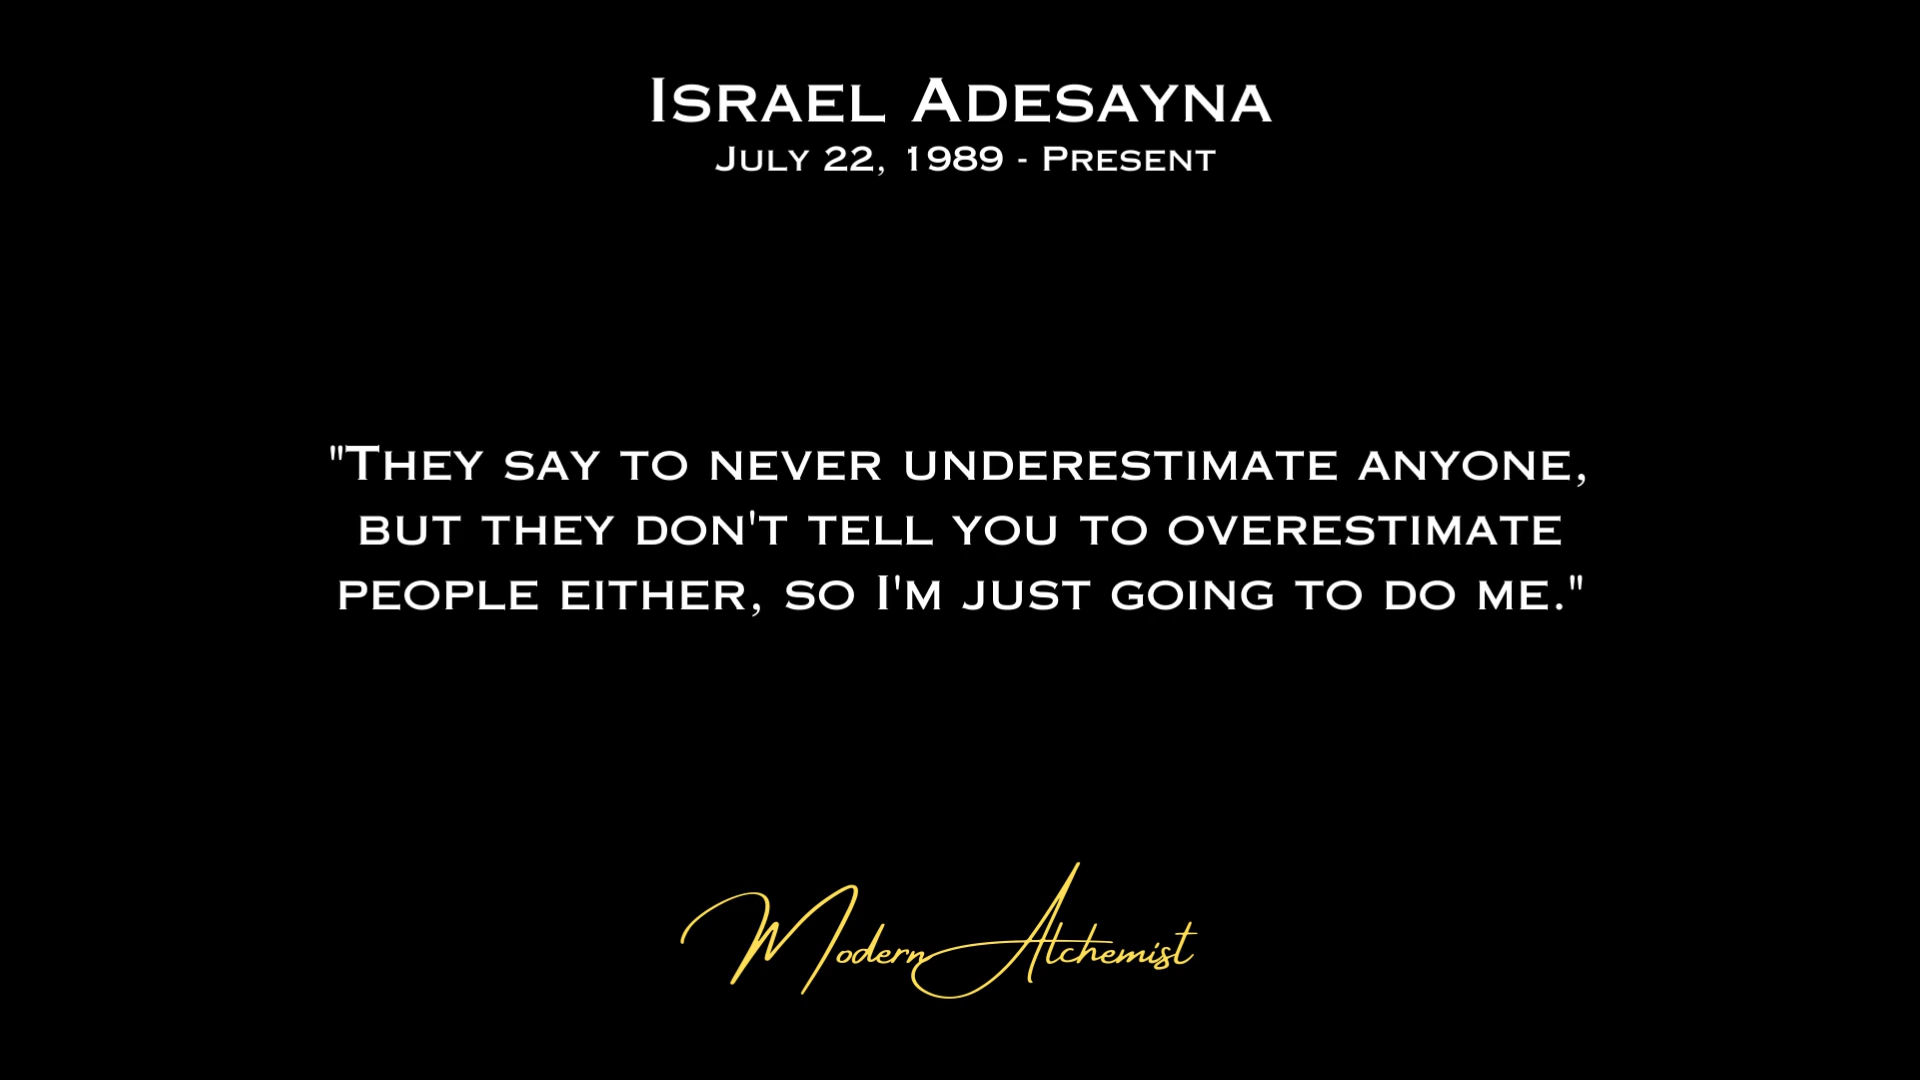 Israel Adesayna
July 22, 1989 - Present
"They say to never underestimate anyone,
but they don't tell you to overestimate
people either, so I'm just going to do me."
Modern Alchemist